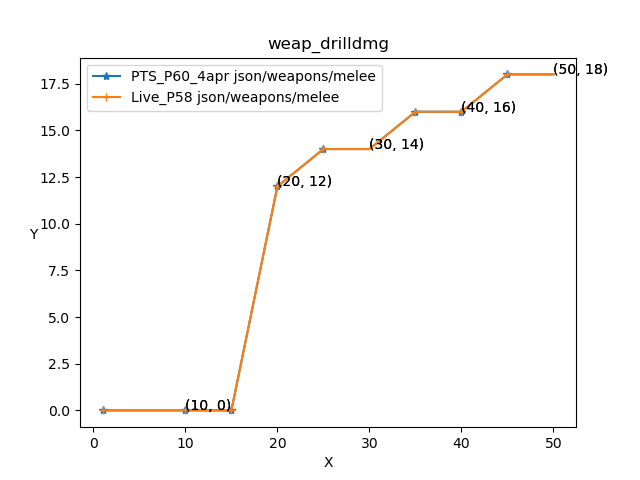 weap_drilldmg
PTS_P60_4apr json/weapons/melee
Live_P58 json/weapons/melee
(50, 18)
17.5
(40, 16)
15.0
(30, 14)
12.5
(20, 12)
10.0
Y
7.5
5.0
2.5
(10, 0)
0.0
0 10 20 30 40 50
X